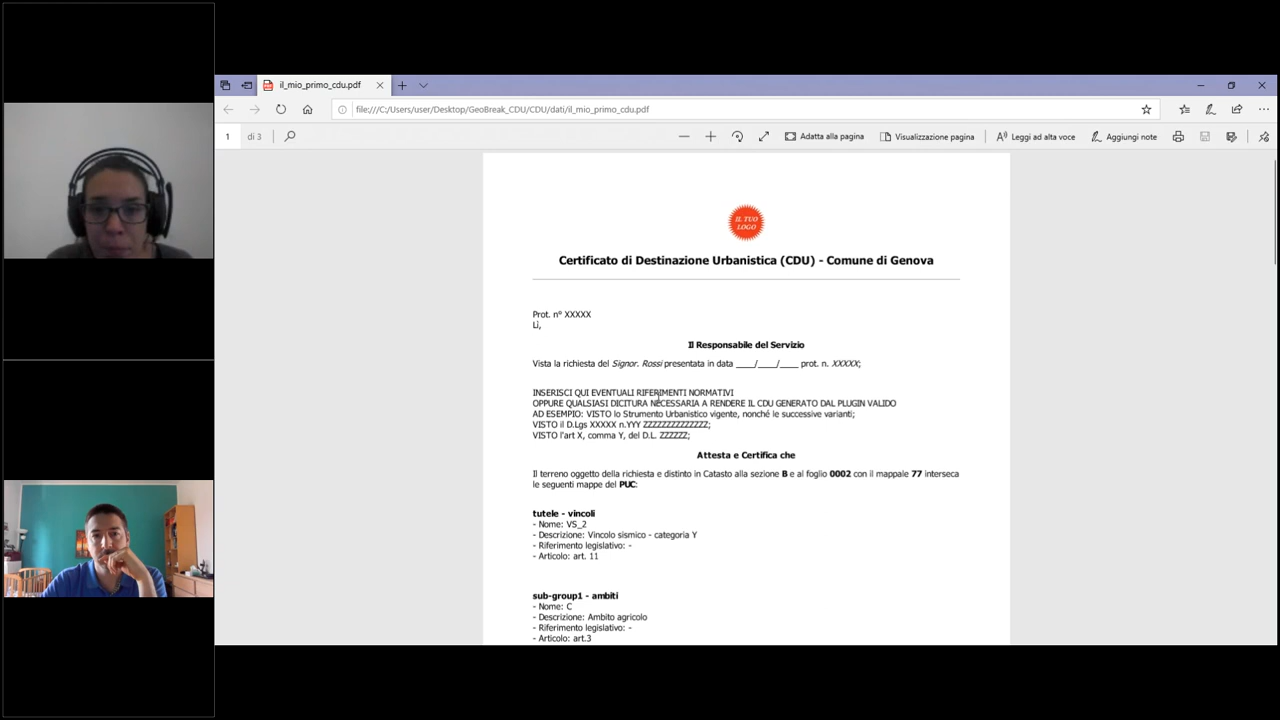 il_mio_primo_cdu.pdf
file:///C:/Users/user/Desktop/GeoBreak_CDU/CDU/dati/il_mio_primo_cdu.pdf
1 di 3 Adatta alla pagina Visualizzazione pagina Leggi ad alta voce Aggiungi note
IL TUO
LOGO
Certificato di Destinazione Urbanistica (CDU) - Comune di Genova
Prot. n° XXXXX
Lì,
Il Responsabile del Servizio
Vista la richiesta del Signor. Rossi presentata in data ____/____/____ prot. n. XXXXX;
INSERISCI QUI EVENTUALI RIFERIMENTI NORMATIVI
OPPURE QUALSIASI DICITURA NECESSARIA A RENDERE IL CDU GENERATO DAL PLUGIN VALIDO
AD ESEMPIO: VISTO lo Strumento Urbanistico vigente, nonché le successive varianti;
VISTO il D.Lgs XXXXX n.YYY ZZZZZZZZZZZZZZ;
VISTO l'art X, comma Y, del D.L. ZZZZZZ;
Attesta e Certifica che
Il terreno oggetto della richiesta e distinto in Catasto alla sezione B e al foglio 0002 con il mappale 77 interseca
le seguenti mappe del PUC:
tutele - vincoli
- Nome: VS_2
- Descrizione: Vincolo sismico - categoria Y
- Riferimento legislativo: -
- Articolo: art. 11
sub-group1 - ambiti
- Nome: C
- Descrizione: Ambito agricolo
- Riferimento legislativo: -
- Articolo: art.3